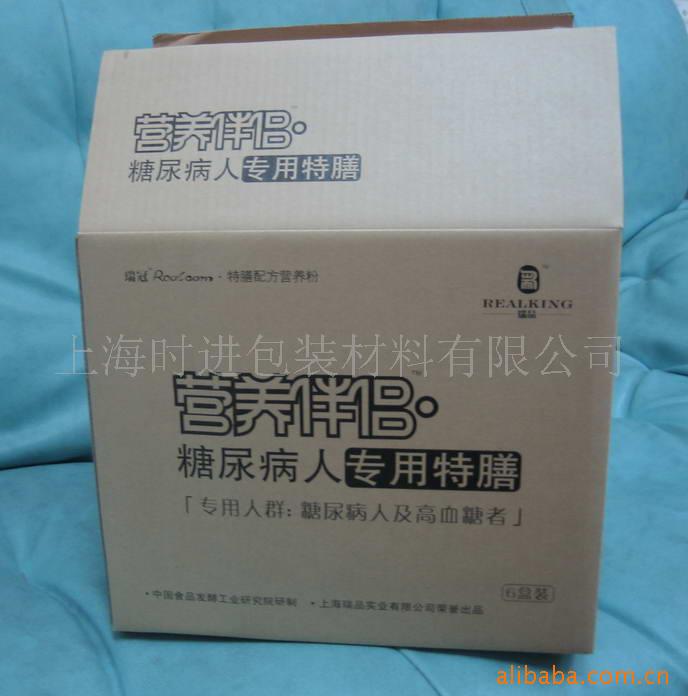 营养伴侣·
糖尿病人专用特膳
瑞冠 · 特膳配方营养粉
REALKING
瑞品
上海时进包装材料有限公司
营养伴侣·
TM
糖尿病人专用特膳
「专用人群：糖尿病人及高血糖者」
6盒装
·中国食品发酵工业研究院研制 ·上海瑞品实业有限公司荣誉出品
alibaba.com.cn